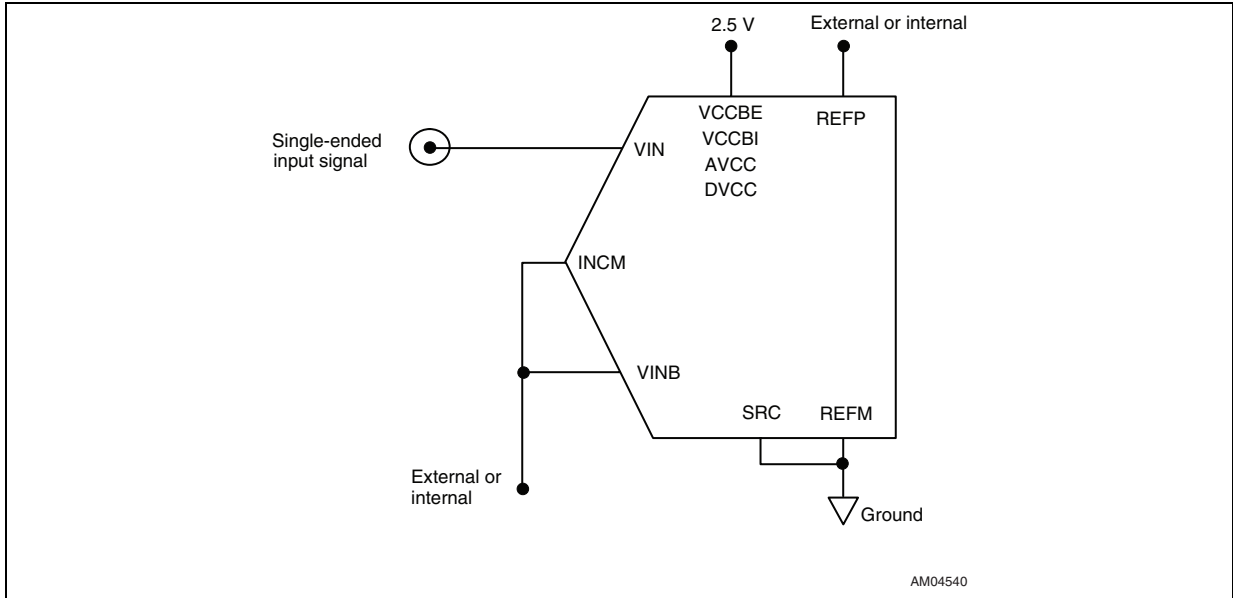 2.5 V
External or internal
VCCBE
VCCBI
AVCC
DVCC
REFP
Single-ended
input signal
VIN
INCM
VINB
SRC
REFM
External or
internal
Ground
AM04540